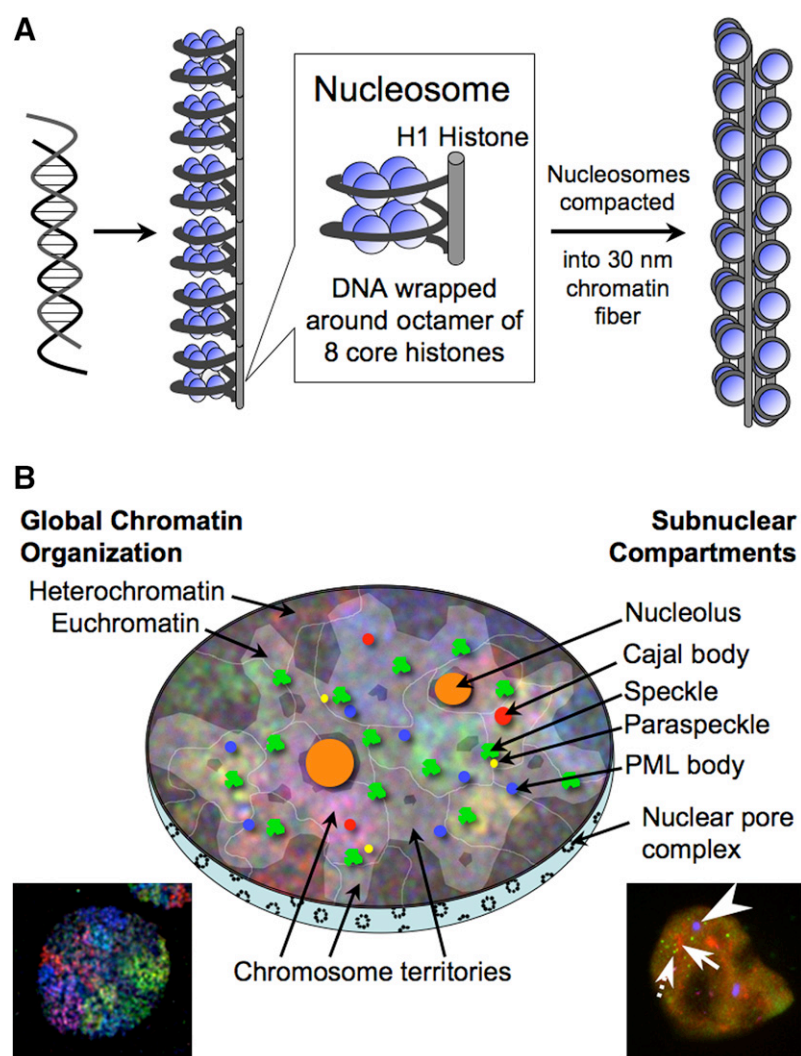 A
Nucleosome
H1 Histone
DNA wrapped
around octamer of
8 core histones
Nucleosomes
compacted
into 30 nm
chromatin
fiber
B
Global Chromatin
Organization
Heterochromatin
Euchromatin
Subnuclear
Compartments
Nucleolus
Cajal body
Speckle
Paraspeckle
PML body
Nuclear pore
complex
Chromosome territories